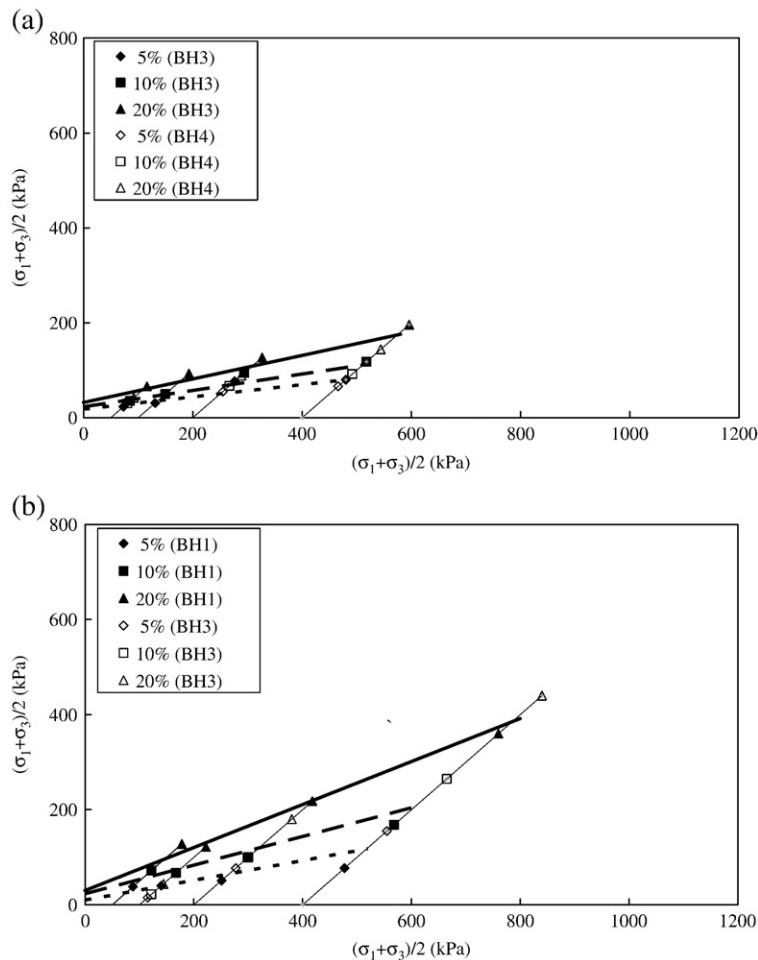 (a)
800
600
400
200
0
(σ1+σ3)/2 (kPa)
5% (BH3)
10% (BH3)
20% (BH3)
5% (BH4)
10% (BH4)
20% (BH4)
0 200 400 600 800 1000 1200
(σ1+σ3)/2 (kPa)
(b)
800
600
400
200
0
(σ1+σ3)/2 (kPa)
5% (BH1)
10% (BH1)
20% (BH1)
5% (BH3)
10% (BH3)
20% (BH3)
0 200 400 600 800 1000 1200
(σ1+σ3)/2 (kPa)